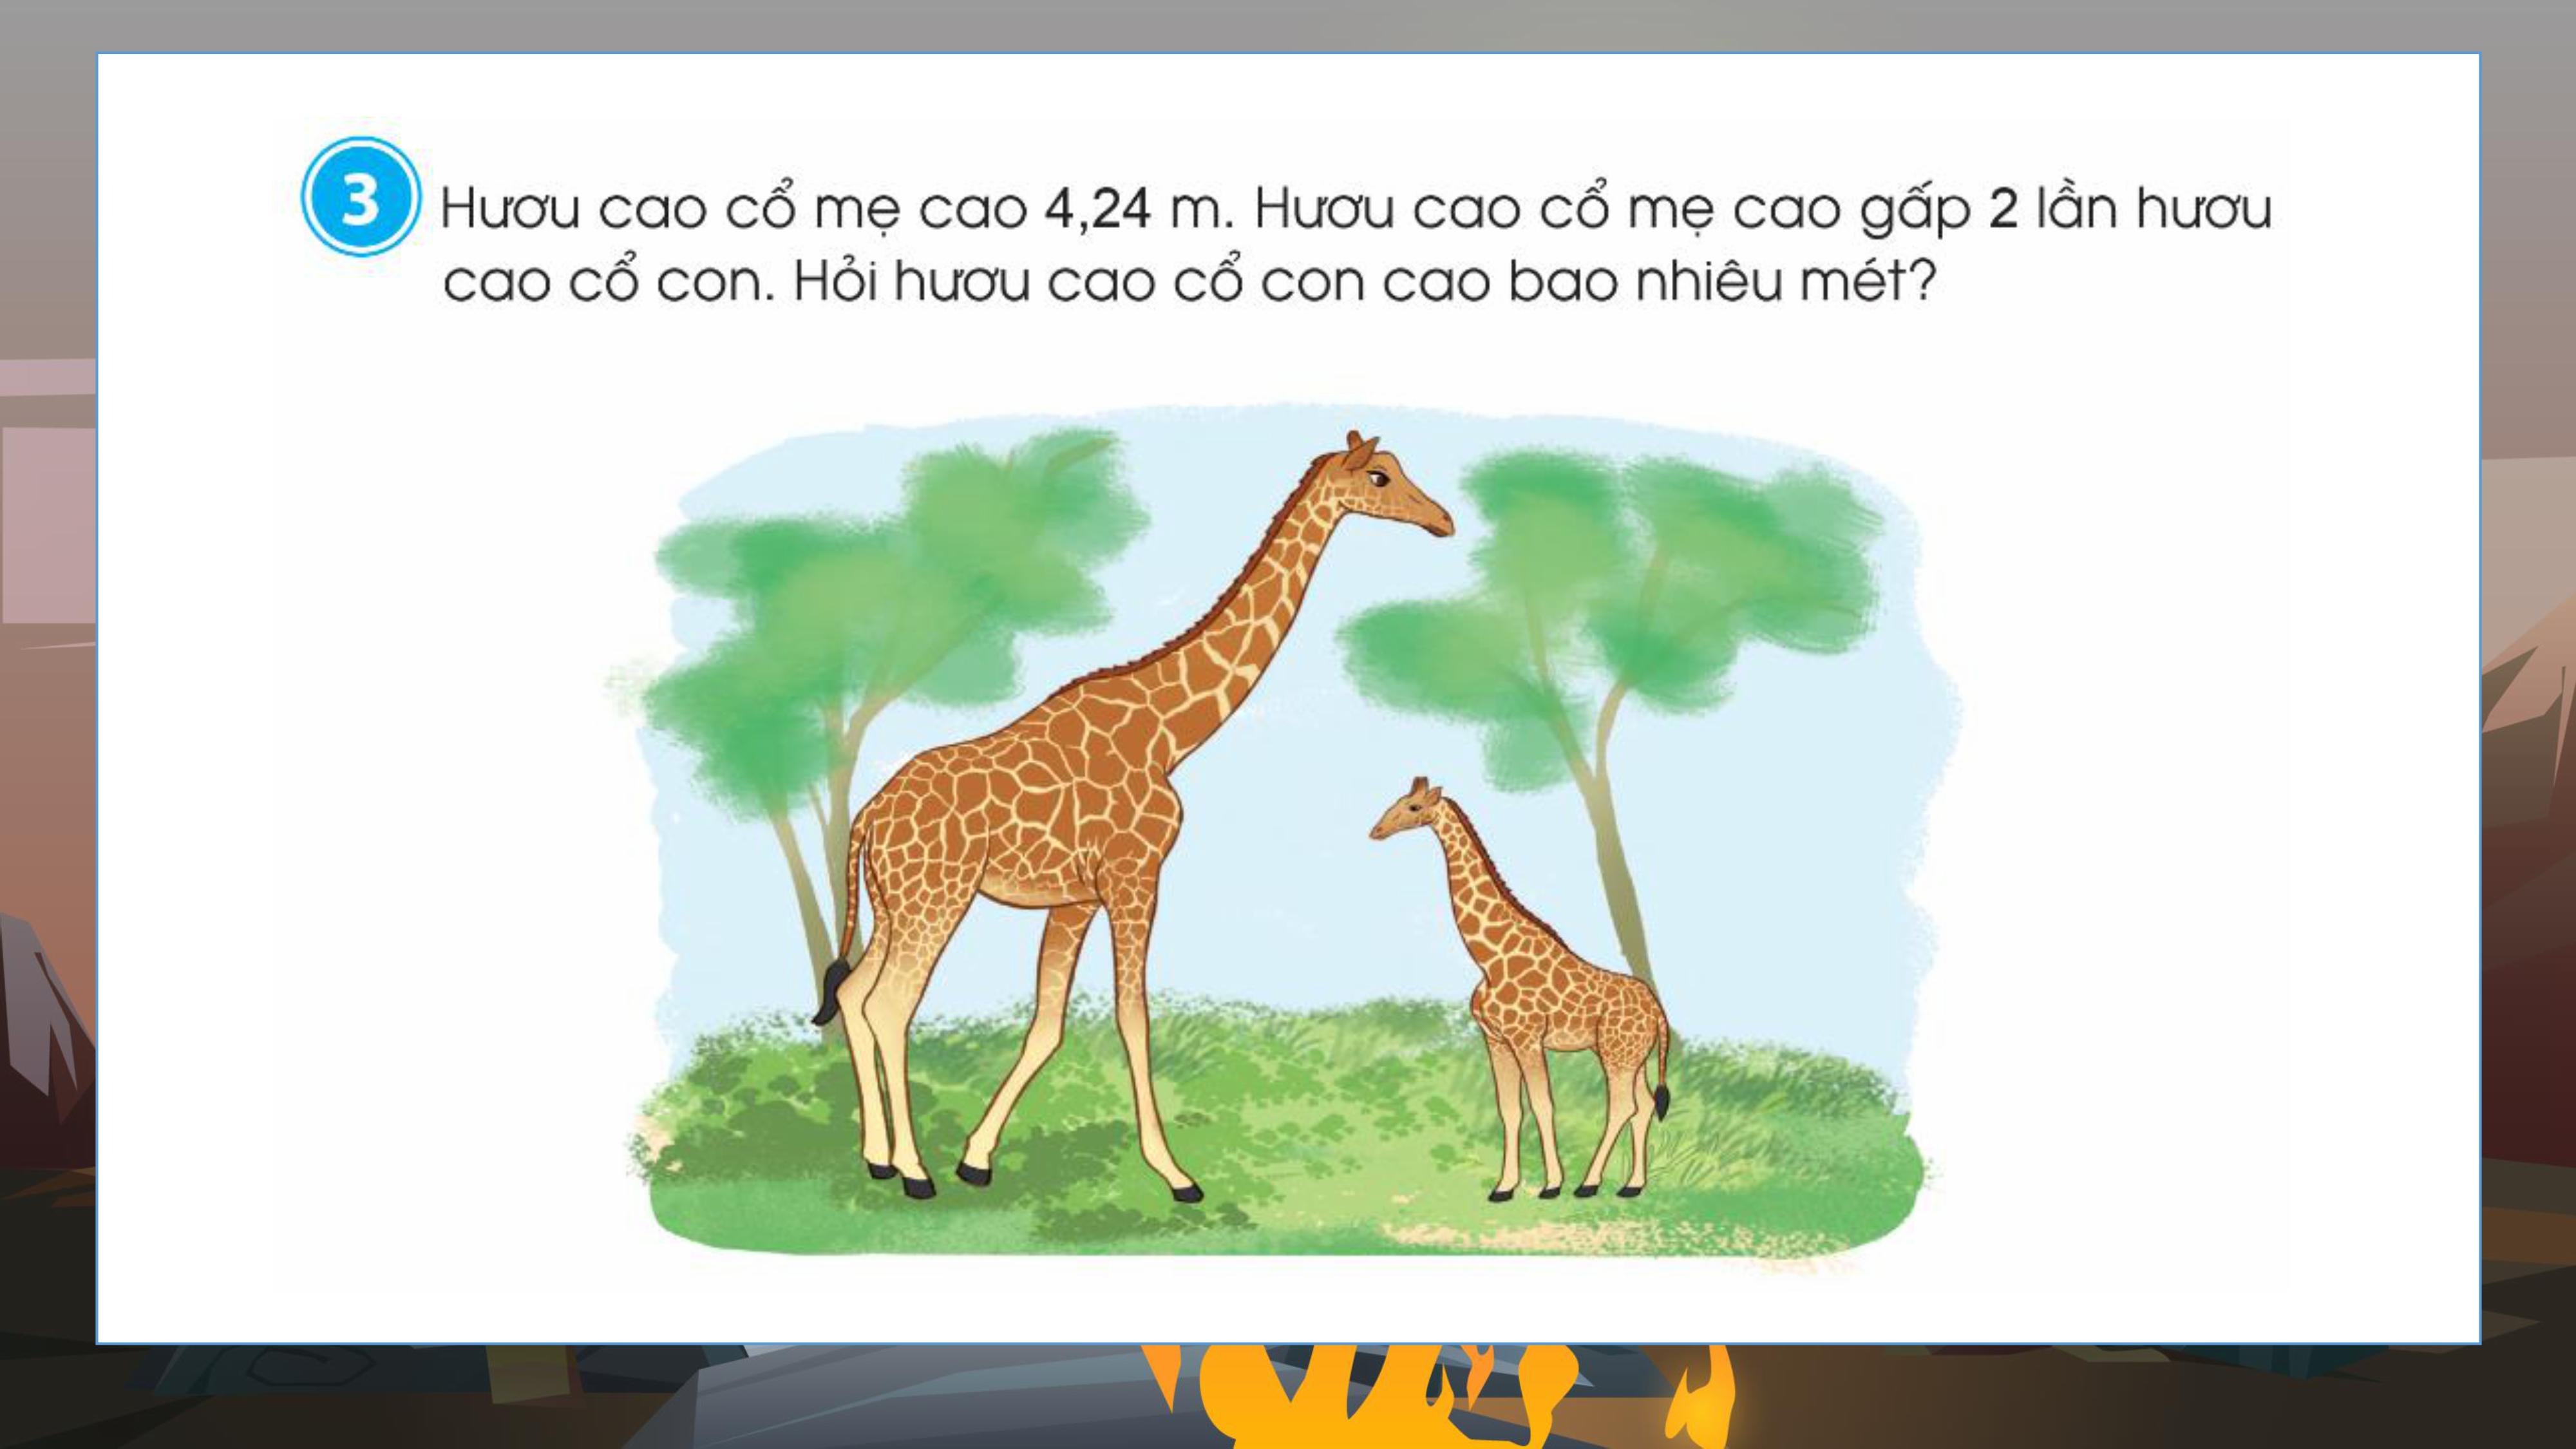 3 Hươu cao cổ mẹ cao 4,24 m. Hươu cao cổ mẹ cao gấp 2 lần hươu
cao cổ con. Hỏi hươu cao cổ con cao bao nhiêu mét?